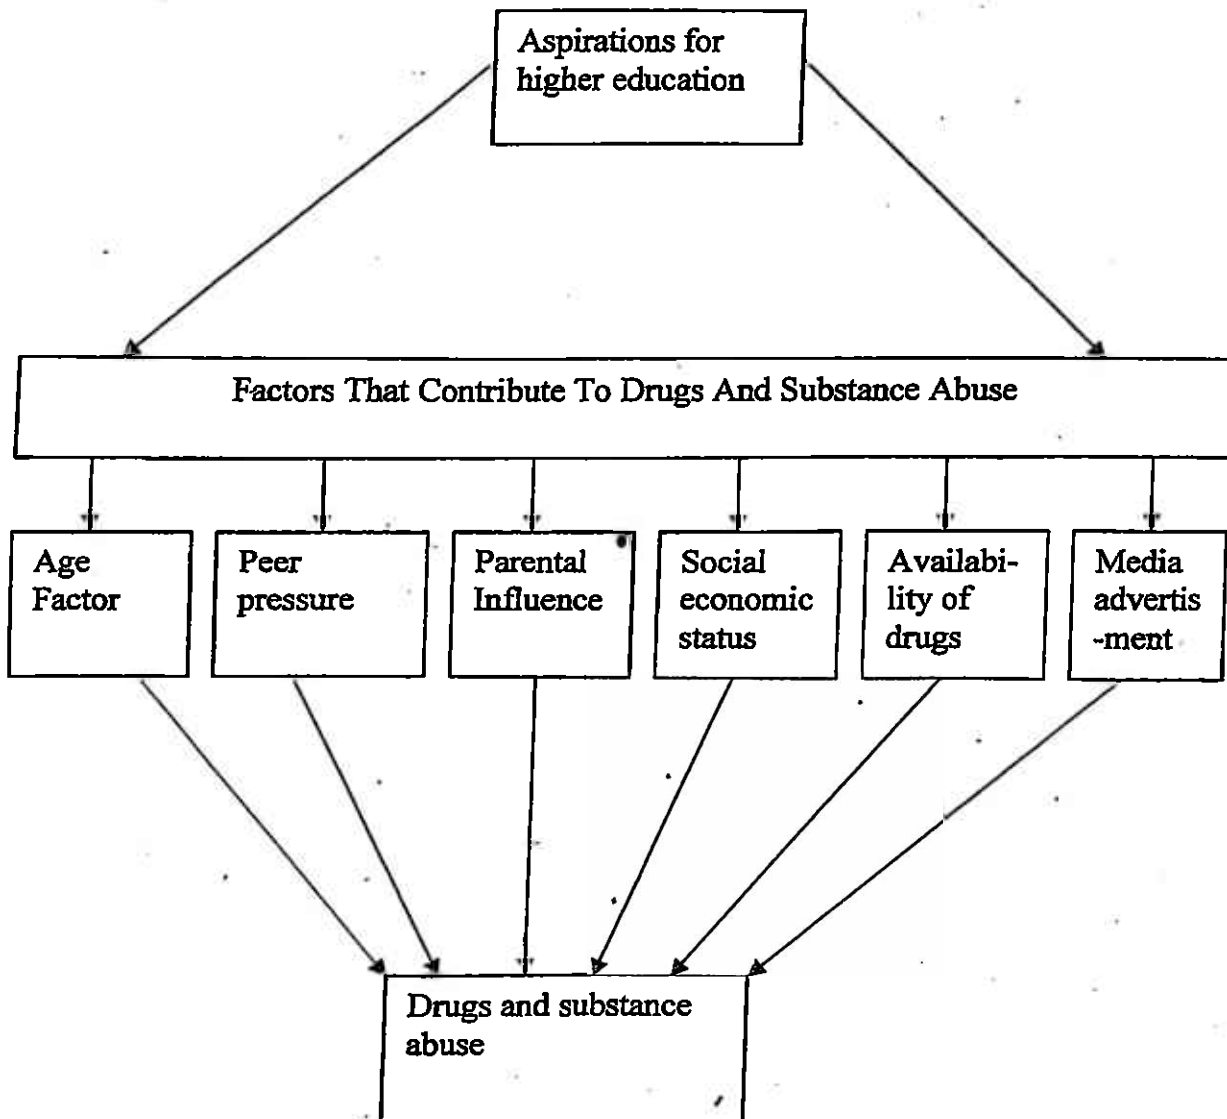 Aspirations for
higher education
Factors That Contribute To Drugs And Substance Abuse
Age
Factor
Peer
pressure
Parental
Influence
Social
economic
status
Availabi-
lity of
drugs
Media
advertis
-ment
Drugs and substance
abuse